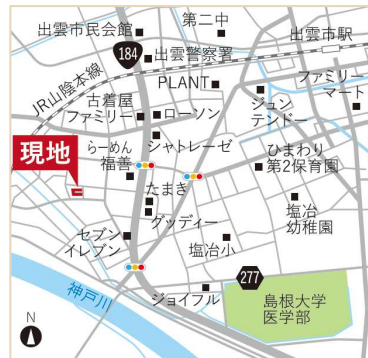 第二中
出雲市民会館
出雲市駅
184
出雲警察署
JR山陰本線
PLANT
ファミリー
マート
古着屋
ファミリー
ローソン
ジュン
テンドー
現地
らーめん
福善
シャトレーゼ
ひまわり
第2保育園
たまき
グッディー
塩冶
幼稚園
セブン
イレブン
塩冶小
277
神戸川
ジョイフル
島根大学
医学部
N